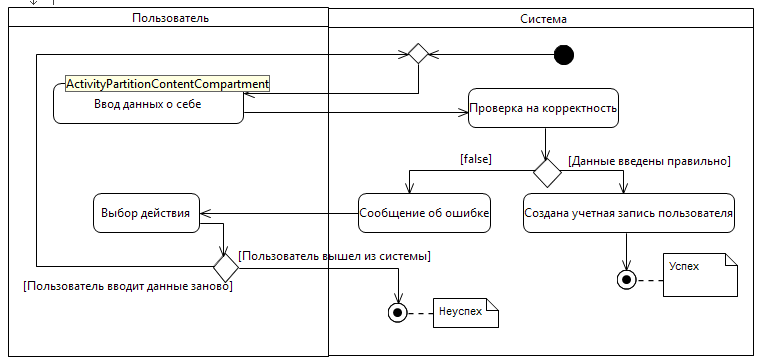 Пользователь
Система
ActivityPartitionContentCompartment
Ввод данных о себе
Проверка на корректность
[false]
[Данные введены правильно]
Выбор действия
Сообщение об ошибке
Создана учетная запись пользователя
[Пользователь вышел из системы]
Успех
[Пользователь вводит данные заново]
Неуспех